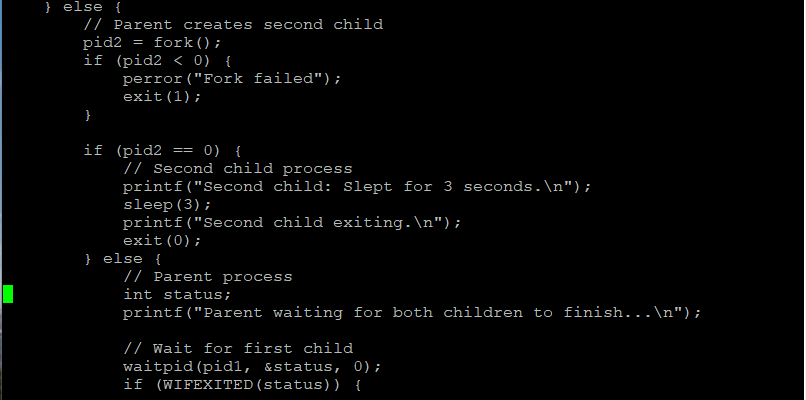 } else {
        // Parent creates second child
        pid2 = fork();
        if (pid2 < 0) {
            perror("Fork failed");
            exit(1);
        }

        if (pid2 == 0) {
            // Second child process
            printf("Second child: Slept for 3 seconds.\n");
            sleep(3);
            printf("Second child exiting.\n");
            exit(0);
        } else {
            // Parent process
            int status;
            printf("Parent waiting for both children to finish...\n");

            // Wait for first child
            waitpid(pid1, &status, 0);
            if (WIFEXITED(status)) {